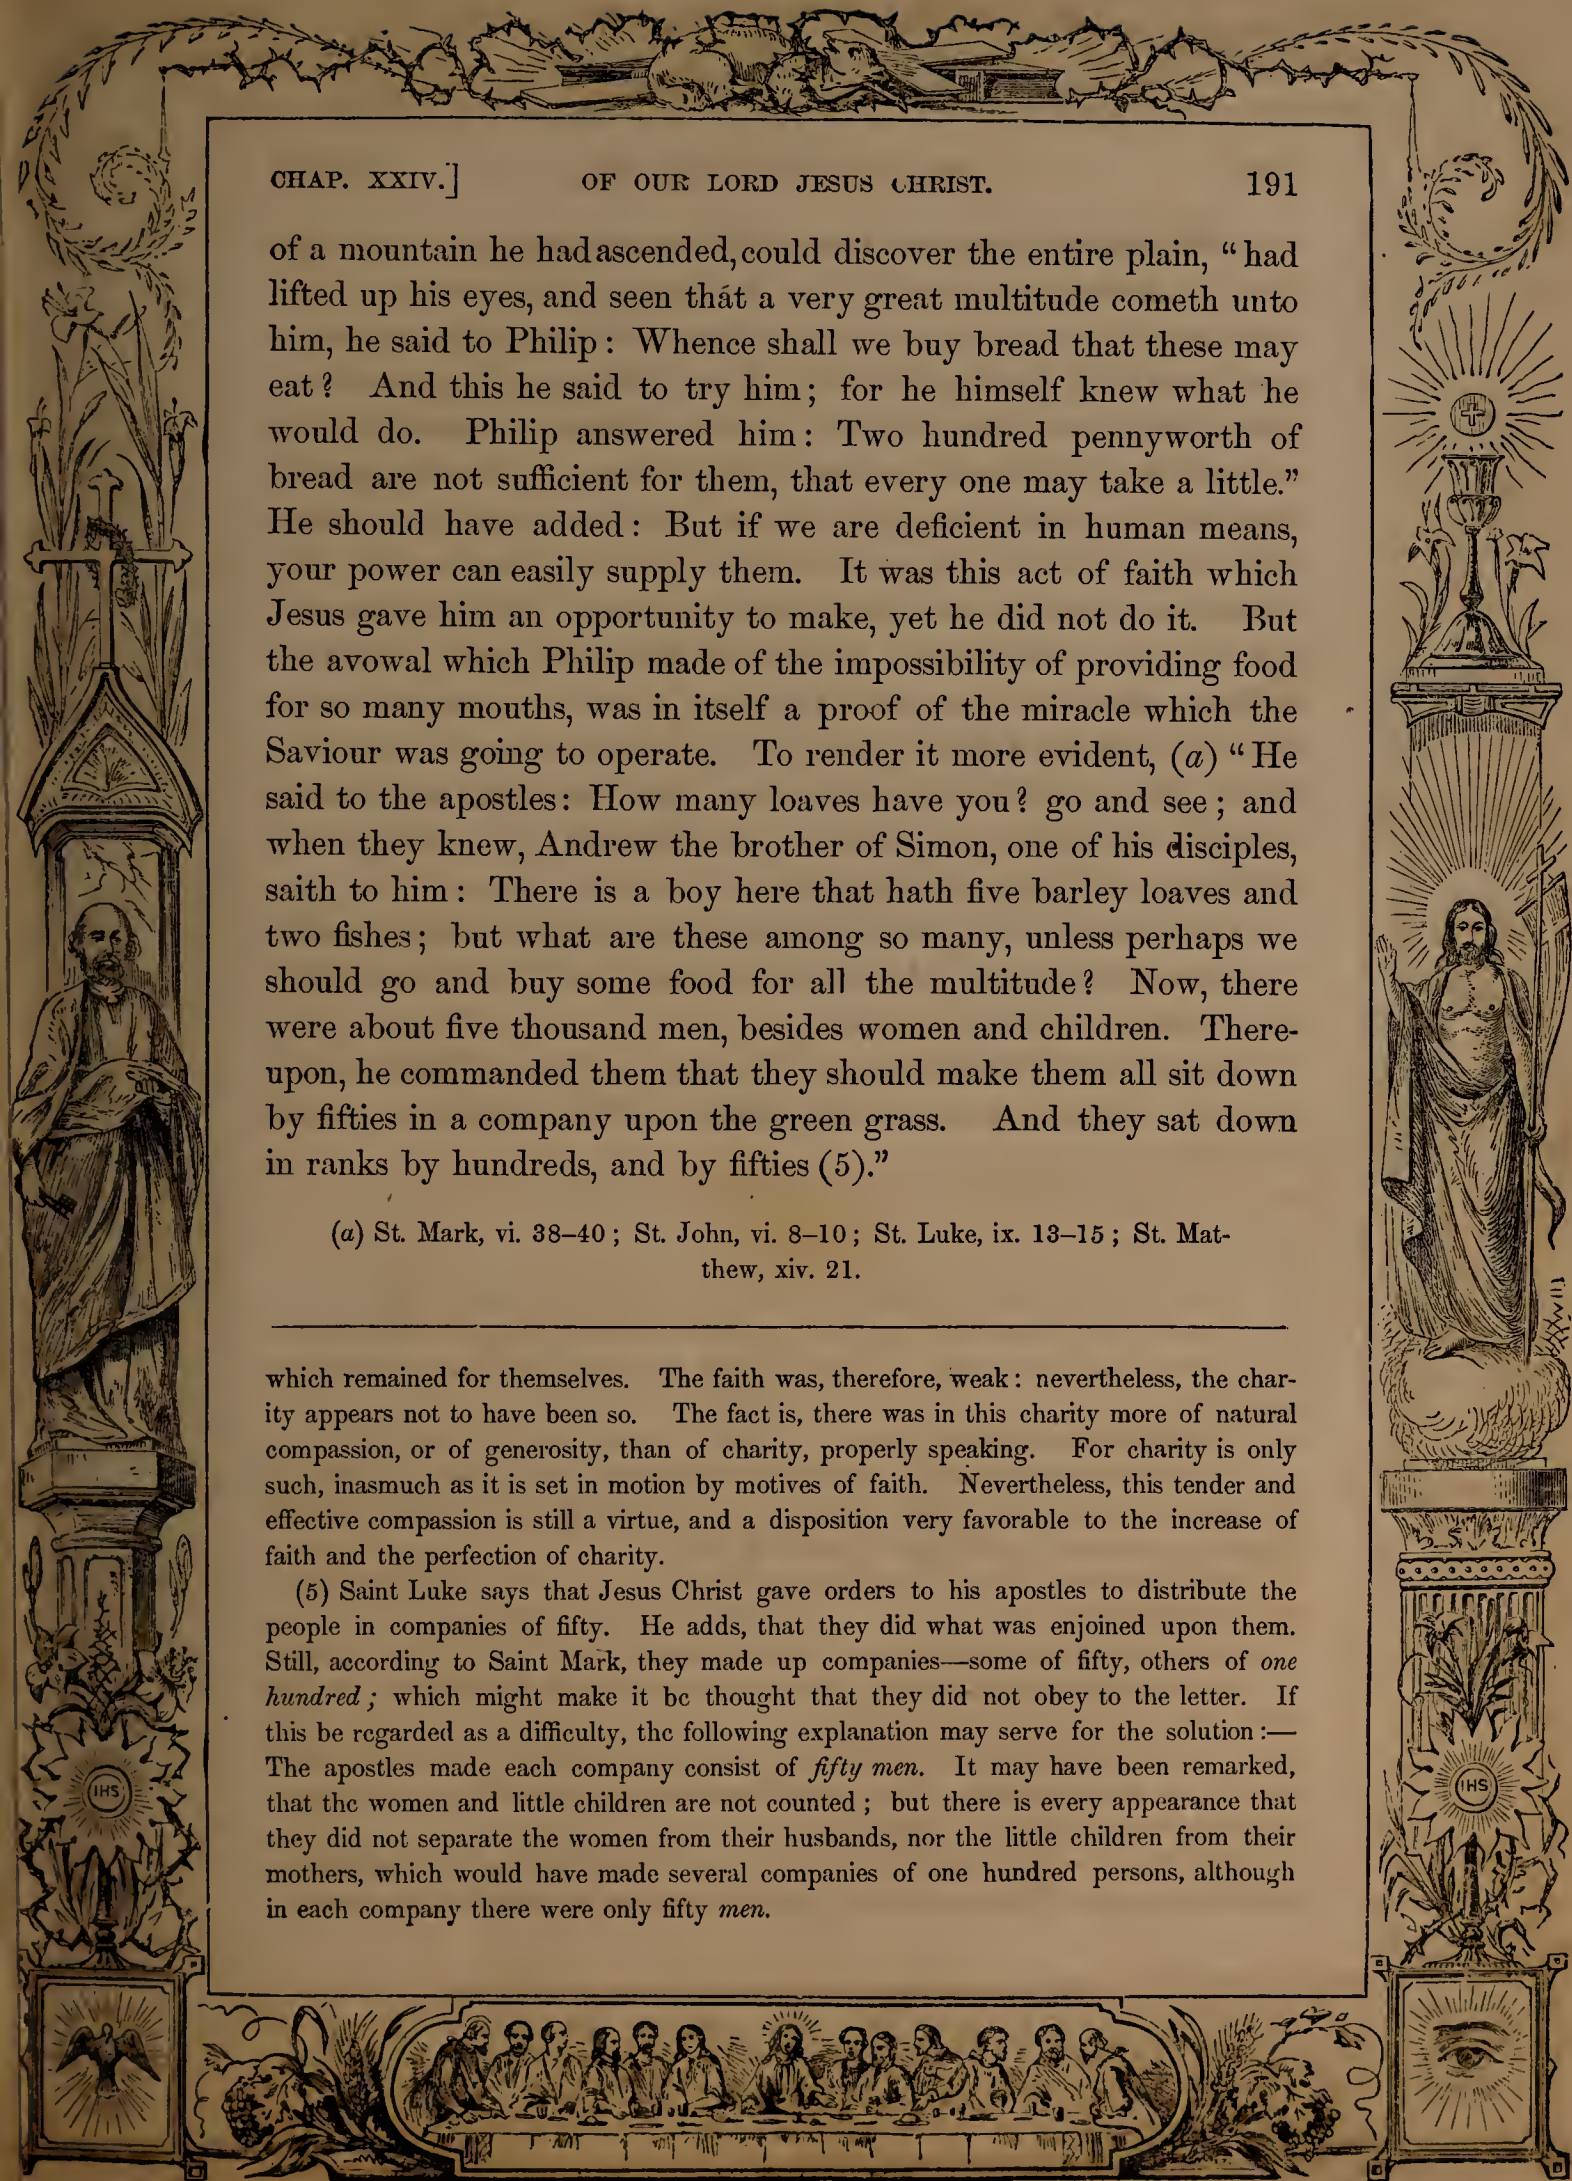 CHAP. XXIV.] OF OUR LORD JESUS CHRIST. 191
of a mountain he had ascended, could discover the entire plain, “had
lifted up his eyes, and seen thát a very great multitude cometh unto
him, he said to Philip: Whence shall we buy bread that these may
eat? And this he said to try him; for he himself knew what he
would do. Philip answered him: Two hundred pennyworth of
bread are not sufficient for them, that every one may take a little.”
He should have added: But if we are deficient in human means,
your power can easily supply them. It was this act of faith which
Jesus gave him an opportunity to make, yet he did not do it. But
the avowal which Philip made of the impossibility of providing food
for so many mouths, was in itself a proof of the miracle which the
Saviour was going to operate. To render it more evident, (a) “He
said to the apostles: How many loaves have you? go and see; and
when they knew, Andrew the brother of Simon, one of his disciples,
saith to him: There is a boy here that hath five barley loaves and
two fishes; but what are these among so many, unless perhaps we
should go and buy some food for all the multitude? Now, there
were about five thousand men, besides women and children. There-
upon, he commanded them that they should make them all sit down
by fifties in a company upon the green grass. And they sat down
in ranks by hundreds, and by fifties (5).”
(a) St. Mark, vi. 38–40; St. John, vi. 8–10; St. Luke, ix. 13–15; St. Mat-
thew, xiv. 21.
which remained for themselves. The faith was, therefore, weak: nevertheless, the char-
ity appears not to have been so. The fact is, there was in this charity more of natural
compassion, or of generosity, than of charity, properly speaking. For charity is only
such, inasmuch as it is set in motion by motives of faith. Nevertheless, this tender and
effective compassion is still a virtue, and a disposition very favorable to the increase of
faith and the perfection of charity.
(5) Saint Luke says that Jesus Christ gave orders to his apostles to distribute the
people in companies of fifty. He adds, that they did what was enjoined upon them.
Still, according to Saint Mark, they made up companies—some of fifty, others of one
hundred; which might make it be thought that they did not obey to the letter. If
this be regarded as a difficulty, the following explanation may serve for the solution:—
The apostles made each company consist of fifty men. It may have been remarked,
that the women and little children are not counted; but there is every appearance that
they did not separate the women from their husbands, nor the little children from their
mothers, which would have made several companies of one hundred persons, although
in each company there were only fifty men.
IHS
IHS